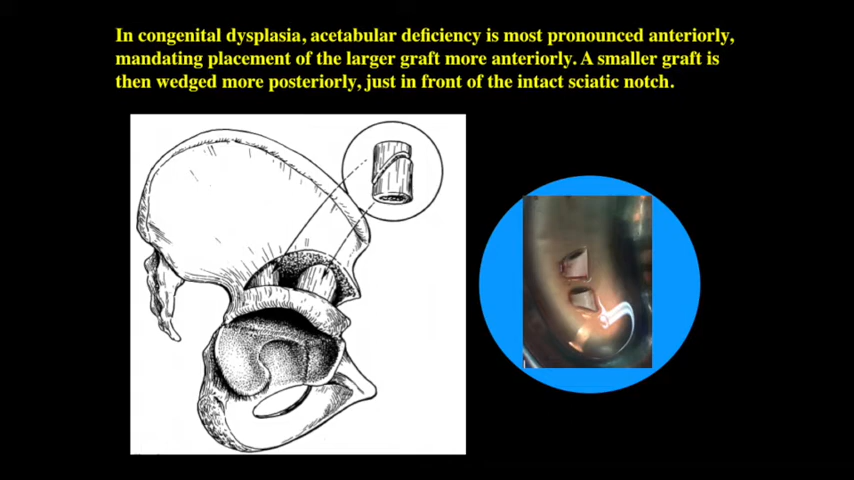 In congenital dysplasia, acetabular deficiency is most pronounced anteriorly,
mandating placement of the larger graft more anteriorly. A smaller graft is
then wedged more posteriorly, just in front of the intact sciatic notch.